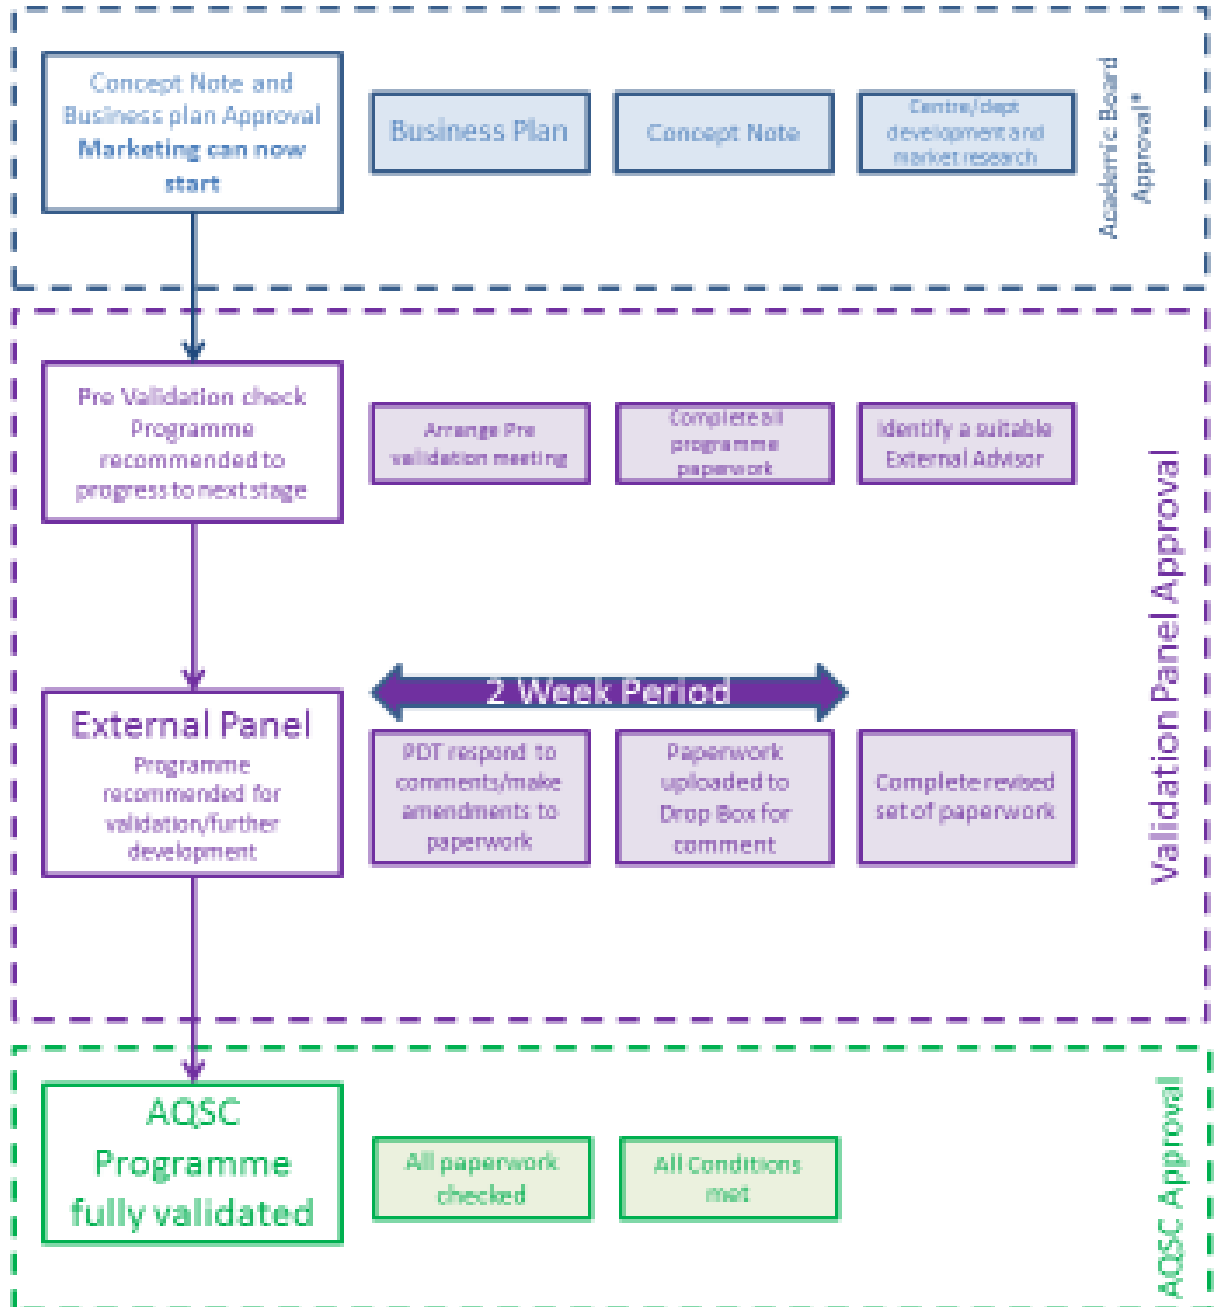 Concept Note and
Business plan Approval
Marketing can now
start
Business Plan
Concept Note
Centre/dept
development and
market research
Academic Board
Approval*
Pre Validation check
Programme
recommended to
progress to next stage
Arrange Pre
validation meeting
Complete all
programme
paperwork
Identify a suitable
External Advisor
Validation Panel Approval
2 Week Period
External Panel
Programme
recommended for
validation/further
development
PDT respond to
comments/make
amendments to
paperwork
Paperwork
uploaded to
Drop Box for
comment
Complete revised
set of paperwork
AQSC
Programme
fully validated
All paperwork
checked
All Conditions
met
AQSC Approval